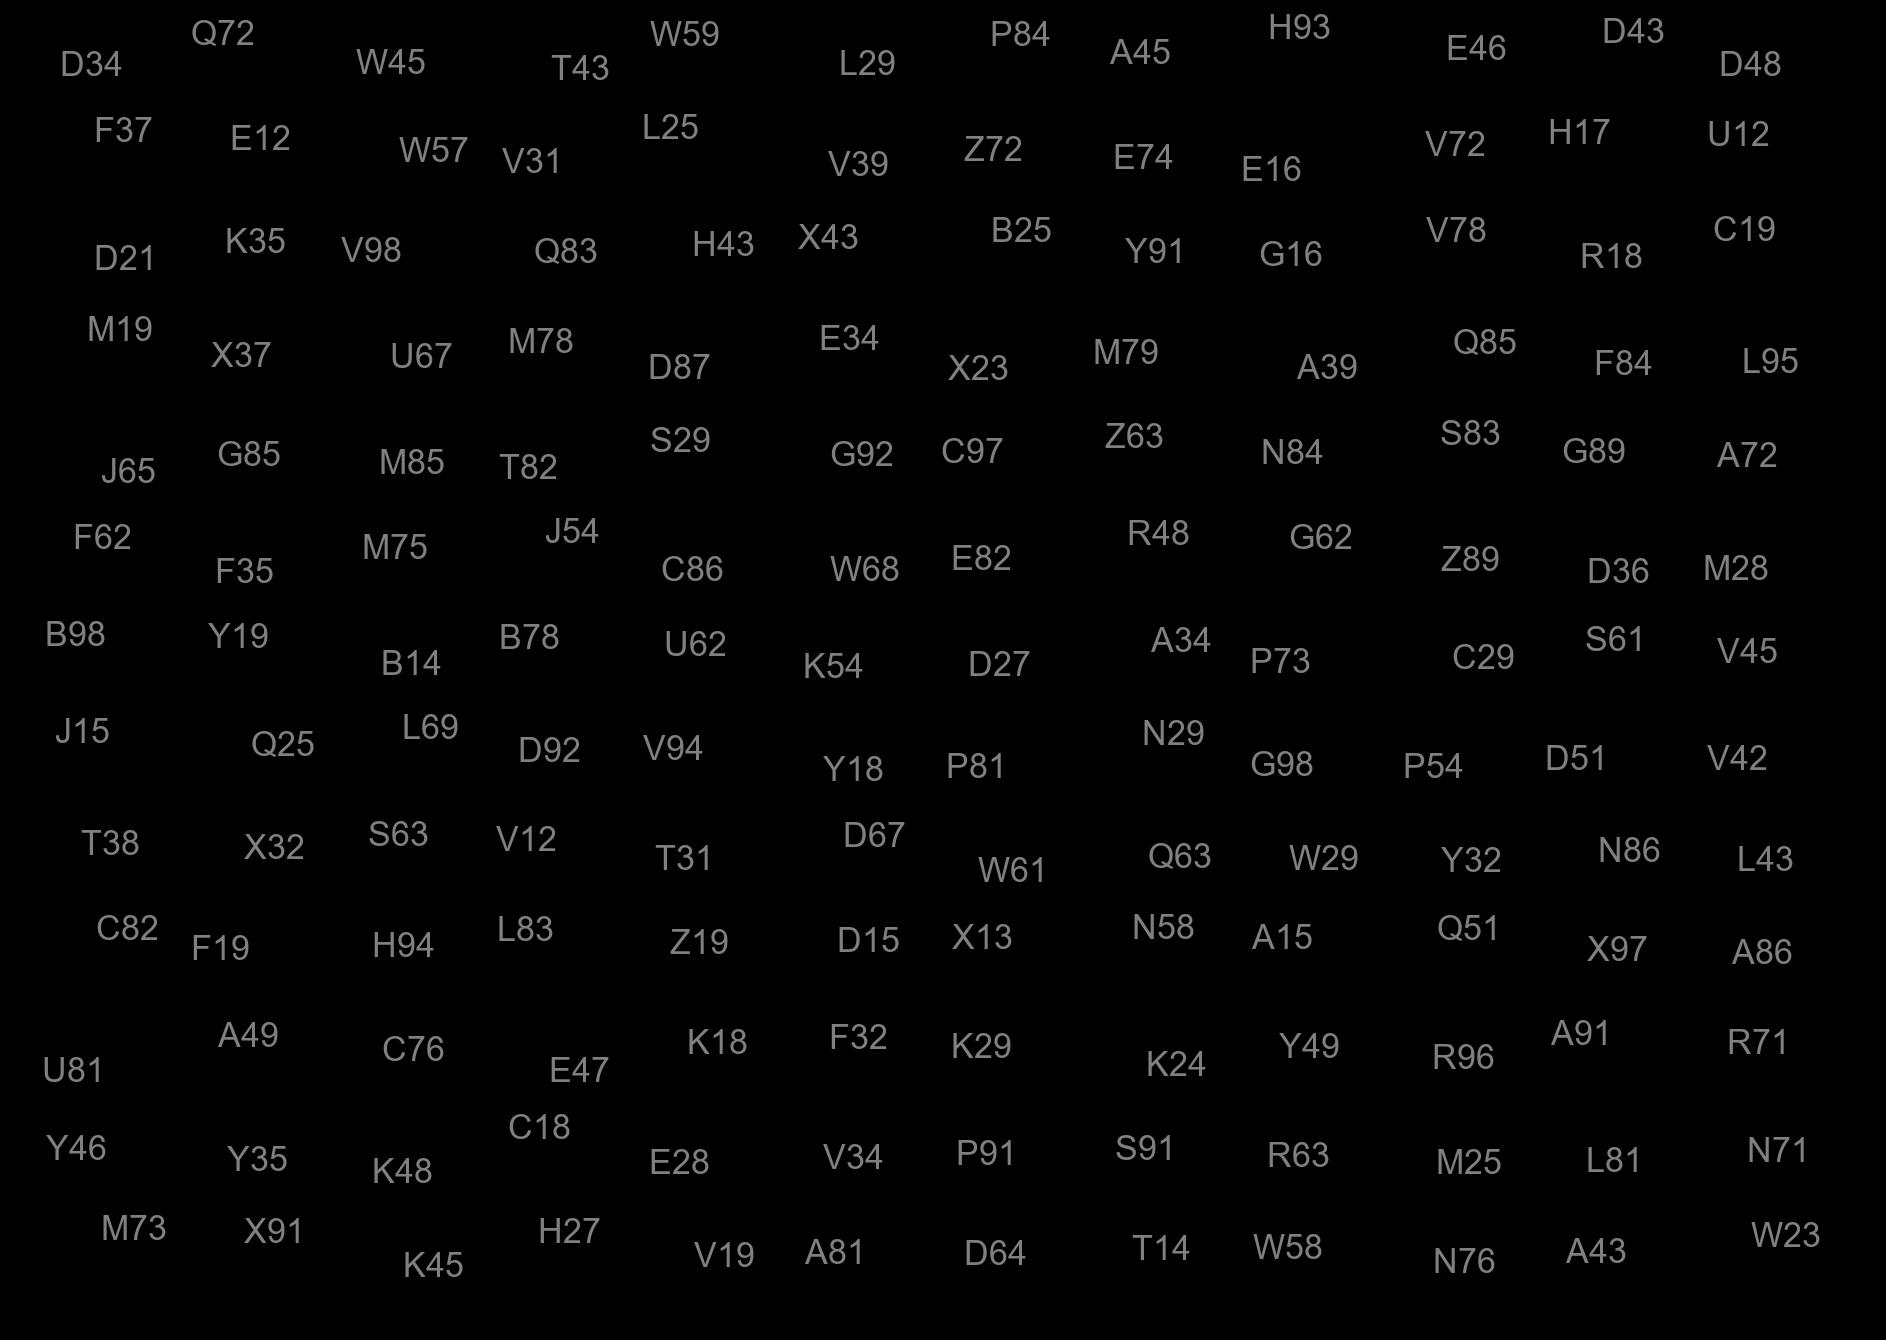 D34 Q72 W45 T43 W59 L29 P84 A45 H93 E46 D43 D48
F37 E12 W57 V31 L25 V39 Z72 E74 E16 V72 H17 U12
D21 K35 V98 Q83 H43 X43 B25 Y91 G16 V78 R18 C19
M19 X37 U67 M78 D87 E34 X23 M79 A39 Q85 F84 L95
J65 G85 M85 T82 S29 G92 C97 Z63 N84 S83 G89 A72
F62 F35 M75 J54 C86 W68 E82 R48 G62 Z89 D36 M28
B98 Y19 B14 B78 U62 K54 D27 A34 P73 C29 S61 V45
J15 Q25 L69 D92 V94 Y18 P81 N29 G98 P54 D51 V42
T38 X32 S63 V12 T31 D67 W61 Q63 W29 Y32 N86 L43
C82 F19 H94 L83 Z19 D15 X13 N58 A15 Q51 X97 A86
U81 A49 C76 E47 K18 F32 K29 K24 Y49 R96 A91 R71
Y46 Y35 K48 C18 E28 V34 P91 S91 R63 M25 L81 N71
M73 X91 K45 H27 V19 A81 D64 T14 W58 N76 A43 W23